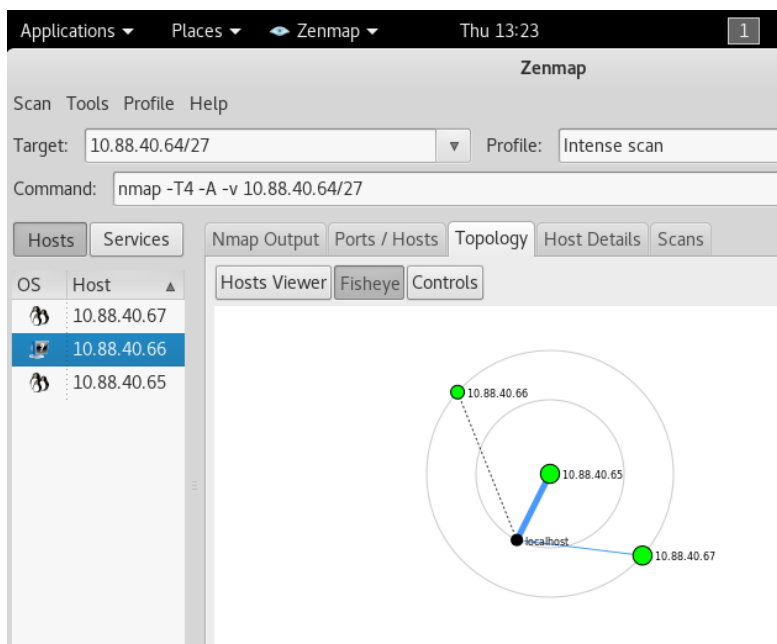 Applications Places Zenmap Thu 13:23 1
Zenmap
Scan Tools Profile Help
Target: 10.88.40.64/27 Profile: Intense scan
Command: nmap -T4 -A -v 10.88.40.64/27
Hosts Services Nmap Output Ports / Hosts Topology Host Details Scans
OS Host Hosts Viewer Fisheye Controls
10.88.40.67
10.88.40.66
10.88.40.65
10.88.40.66
10.88.40.65
localhost
10.88.40.67